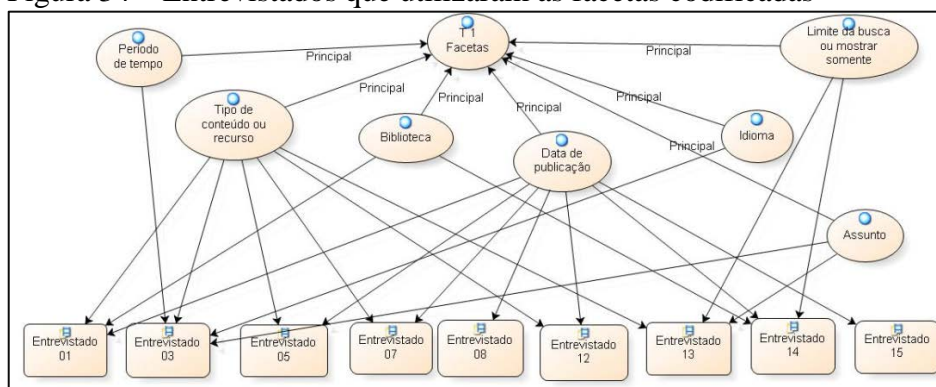 Figura 34 – Entrevistados que utilizaram as facetas codificadas
Período
de tempo
T 1
Facetas
Limite da busca
ou mostrar
somente
Principal
Principal
Principal
Principal
Principal
Principal
Principal
Tipo de
conteúdo ou
recurso
Biblioteca
Data de
publicação
Idioma
Assunto
Entrevistado
01
Entrevistado
03
Entrevistado
05
Entrevistado
07
Entrevistado
08
Entrevistado
12
Entrevistado
13
Entrevistado
14
Entrevistado
15